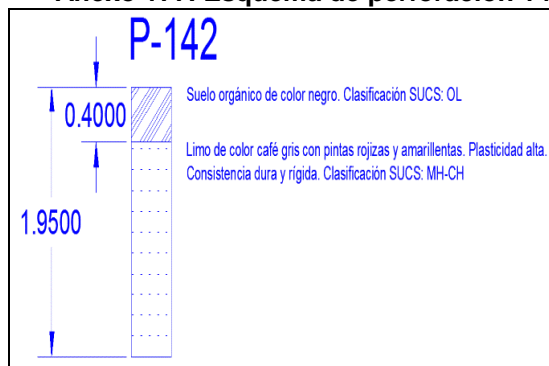 P-142
0.4000
Suelo orgánico de color negro. Clasificación SUCS: OL
Limo de color café gris con pintas rojizas y amarillentas. Plasticidad alta.
Consistencia dura y rígida. Clasificación SUCS: MH-CH
1.9500